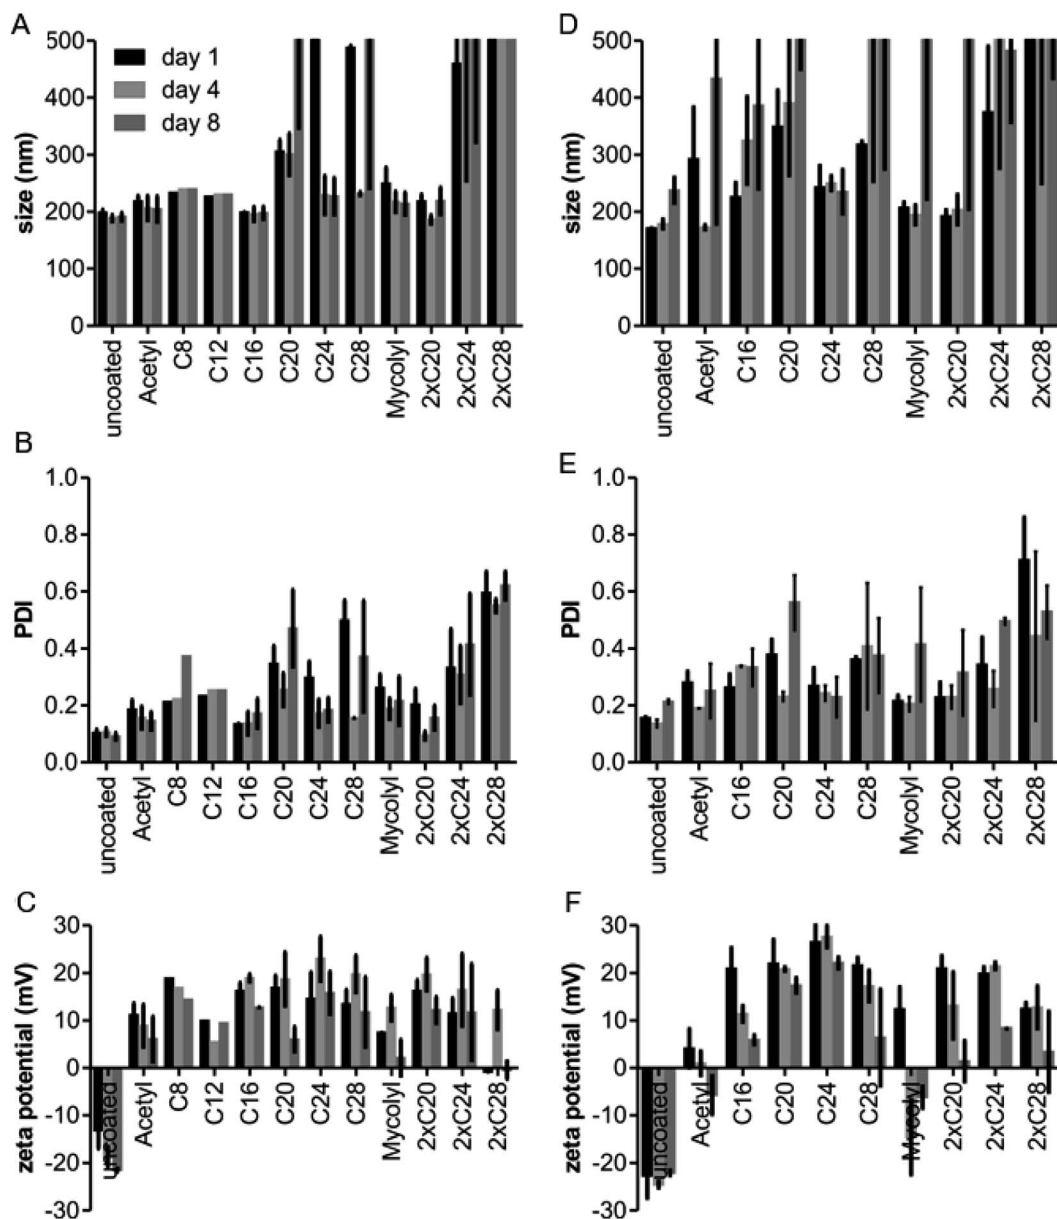 A
size (nm)
500
400
300
200
100
0
day 1
day 4
day 8
uncoated
Acetyl
C8
C12
C16
C20
C24
C28
Mycolyl
2xC20
2xC24
2xC28
D
size (nm)
500
400
300
200
100
0
uncoated
Acetyl
C16
C20
C24
C28
Mycolyl
2xC20
2xC24
2xC28
B
PDI
1.0
0.8
0.6
0.4
0.2
0.0
uncoated
Acetyl
C8
C12
C16
C20
C24
C28
Mycolyl
2xC20
2xC24
2xC28
E
PDI
1.0
0.8
0.6
0.4
0.2
0.0
uncoated
Acetyl
C16
C20
C24
C28
Mycolyl
2xC20
2xC24
2xC28
C
zeta potential (mV)
30
20
10
0
-10
-20
-30
uncoated
Acetyl
C8
C12
C16
C20
C24
C28
Mycolyl
2xC20
2xC24
2xC28
F
zeta potential (mV)
30
20
10
0
-10
-20
-30
uncoated
Acetyl
C16
C20
C24
C28
Mycolyl
2xC20
2xC24
2xC28